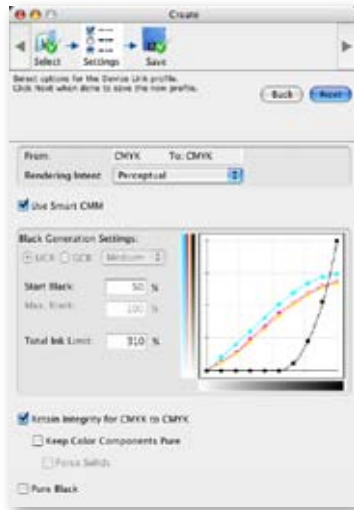 Create
Select Settings Save
Select options for the Device Link profile.
Click Next when done to save the new profile.
Back Next
From: CMYK To: CMYK
Rendering Intent: Perceptual
Use Smart CMM
Black Generation Settings:
UCR GCR Medium
Start Black: 50 %
Max. Black: 100 %
Total Ink Limit: 310 %
Retain Integrity for CMYK to CMYK
Keep Color Components Pure
Force Solids
Pure Black